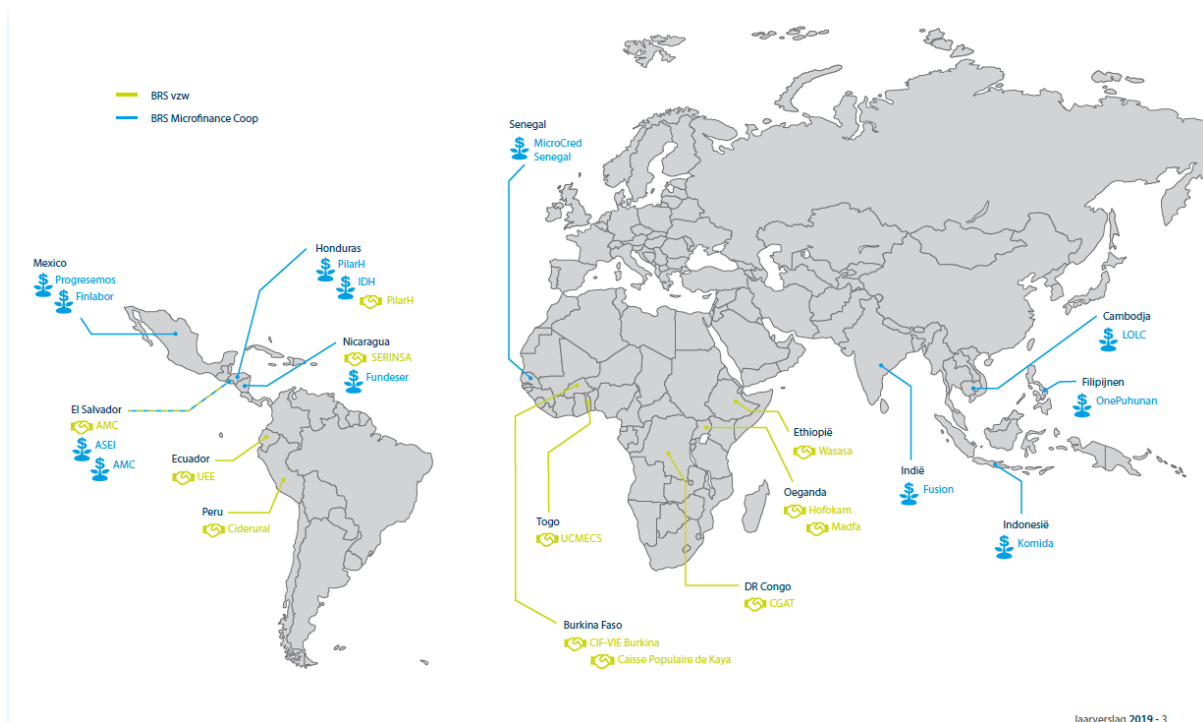 BRS vzw
BRS Microfinance Coop
Senegal
MicroCred
Senegal
Honduras
PilarH
IDH
PilarH
Mexico
Progresemos
Finlabor
Nicaragua
SERINSA
Fundeser
El Salvador
AMC
ASEI
AMC
Ecuador
UEE
Peru
Ciderural
Togo
UCMECS
Burkina Faso
CIF-VIE Burkina
Caisse Populaire de Kaya
DR Congo
CGAT
Ethiopië
Wasasa
Oeganda
Hofokam
Madfa
Indië
Fusion
Cambodja
LOLC
Filipijnen
OnePuhunan
Indonesië
Komida
Jaarverslag 2019 - 3